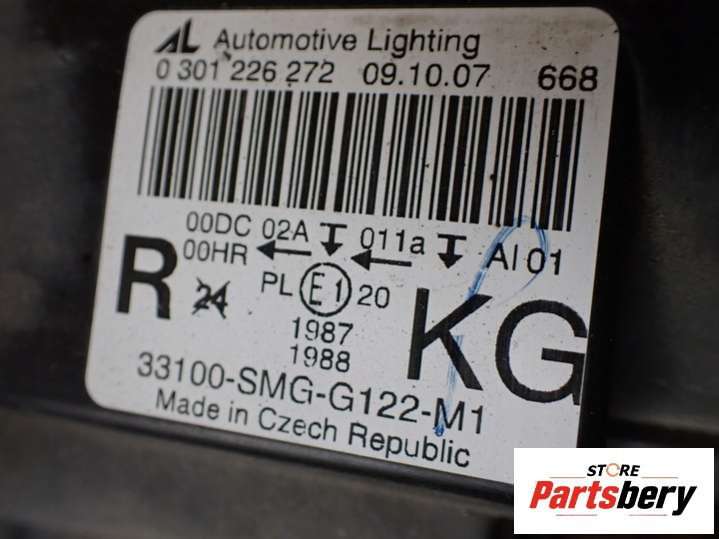 AL Automotive Lighting
0 301 226 272 09.10.07 668
00DC 02A 011a AI 01
00HR
R 24 PL E1 20 KG
1987
1988
33100-SMG-G122-M1
Made in Czech Republic
STORE
Partsbery